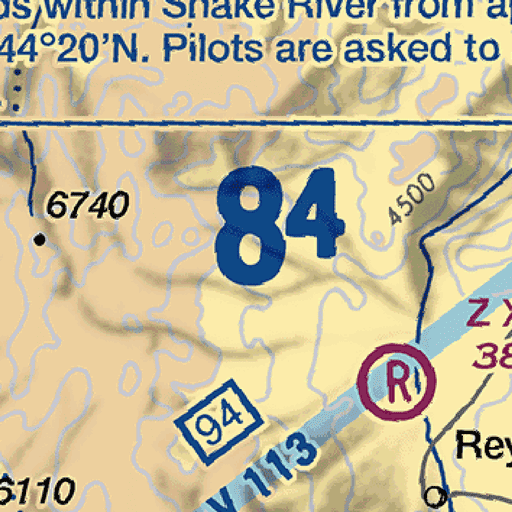 ds within Snake River from a
44°20'N. Pilots are asked to
6740
84
4500
Z
38
R
94
V 113
Rey
6110